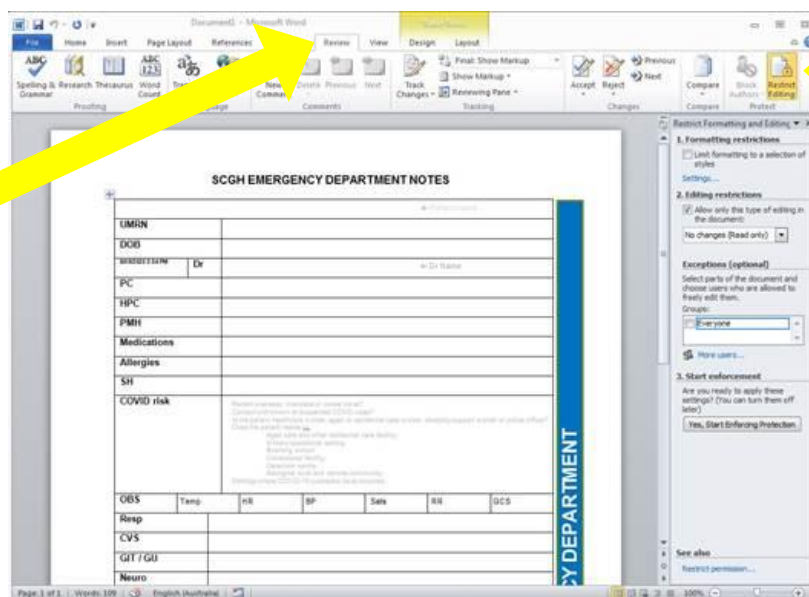 Document1 - Microsoft Word
File Home Insert Page Layout References Review View Design Layout
Spelling & Grammar Research Thesaurus Word Count
New Comment Delete Previous Next
Track Changes Final: Show Markup
Show Markup
Reviewing Pane
Accept Reject Previous
Next
Compare Block Authors Restrict Editing
Proofing Comments Tracking Changes Compare Protect
Restrict Formatting and Editing
1. Formatting restrictions
Limit formatting to a selection of
styles
Settings...
2. Editing restrictions
Allow only this type of editing in
the document:
No changes (Read only)
Exceptions (optional)
Select parts of the document and
choose users who are allowed to
freely edit them.
Groups:
Everyone
More users...
3. Start enforcement
Are you ready to apply these
settings? (You can turn them off
later)
Yes, Start Enforcing Protection
See also
Restrict permission...
SCGH EMERGENCY DEPARTMENT NOTES
UMRN
DOB
Dr
Dr Name
PC
HPC
PMH
Medications
Allergies
SH
COVID risk
OBS Temp HR BP Sats RR GCS
Resp
CVS
GIT / GU
Neuro
CY DEPARTMENT
Page: 1 of 1 Words: 109 English (Australia) 100%